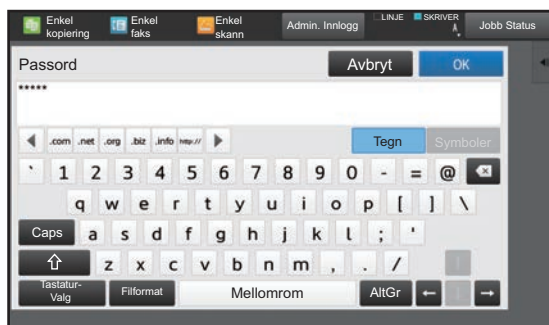 Enkel kopiering
Enkel faks
Enkel skann
Admin. Innlogg
LINJE
SKRIVER
Jobb Status
Passord
Avbryt
OK
*****
.com .net .org .biz .info http://
Tegn
Symboler
` 1 2 3 4 5 6 7 8 9 0 - = @
q w e r t y u i o p [ ] \
Caps a s d f g h j k l ; '
z x c v b n m , . /
Tastatur-Valg
Filformat
Mellomrom
AltGr